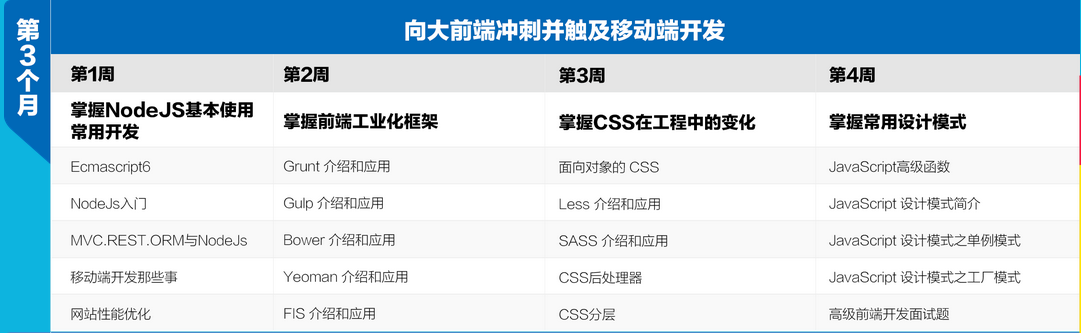 第3个月
向大前端冲刺并触及移动端开发
第1周 第2周 第3周 第4周
掌握NodeJS基本使用
常用开发
掌握前端工业化框架
掌握CSS在工程中的变化
掌握常用设计模式
Ecmascript6 Grunt 介绍和应用 面向对象的 CSS JavaScript高级函数
NodeJs入门 Gulp 介绍和应用 Less 介绍和应用 JavaScript 设计模式简介
MVC.REST.ORM与NodeJs Bower 介绍和应用 SASS 介绍和应用 JavaScript 设计模式之单例模式
移动端开发那些事 Yeoman 介绍和应用 CSS后处理器 JavaScript 设计模式之工厂模式
网站性能优化 FIS 介绍和应用 CSS分层 高级前端开发面试题